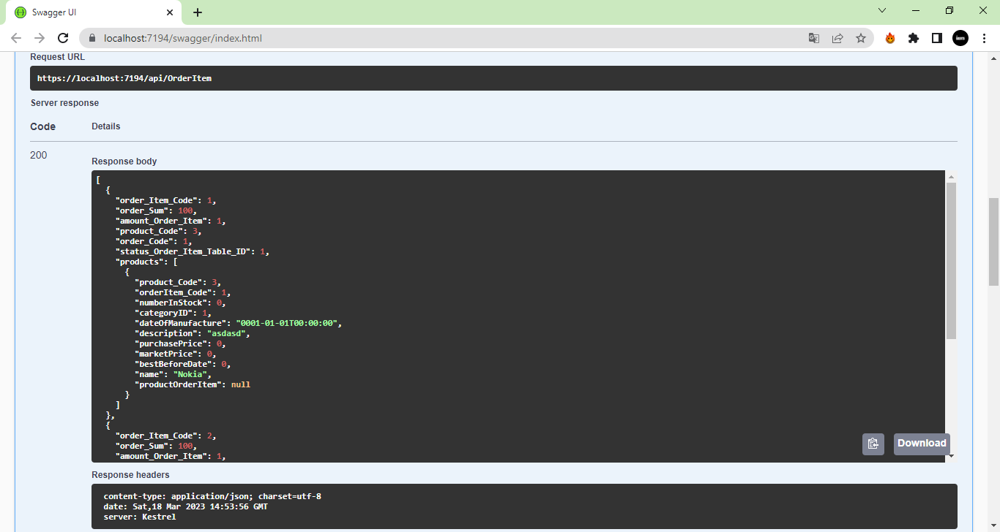 Swagger UI
localhost:7194/swagger/index.html
Request URL
https://localhost:7194/api/OrderItem
Server response
Code Details
200
Response body
[
{
"order_Item_Code": 1,
"order_Sum": 100,
"amount_Order_Item": 1,
"product_Code": 3,
"order_Code": 1,
"status_Order_Item_Table_ID": 1,
"products": [
{
"product_Code": 3,
"orderItem_Code": 1,
"numberInStock": 0,
"categoryID": 1,
"dateOfManufacture": "0001-01-01T00:00:00",
"description": "asdasd",
"purchasePrice": 0,
"marketPrice": 0,
"bestBeforeDate": 0,
"name": "Nokia",
"productOrderItem": null
}
]
},
{
"order_Item_Code": 2,
"order_Sum": 100,
"amount_Order_Item": 1,
Download
Response headers
content-type: application/json; charset=utf-8
date: Sat,18 Mar 2023 14:53:56 GMT
server: Kestrel